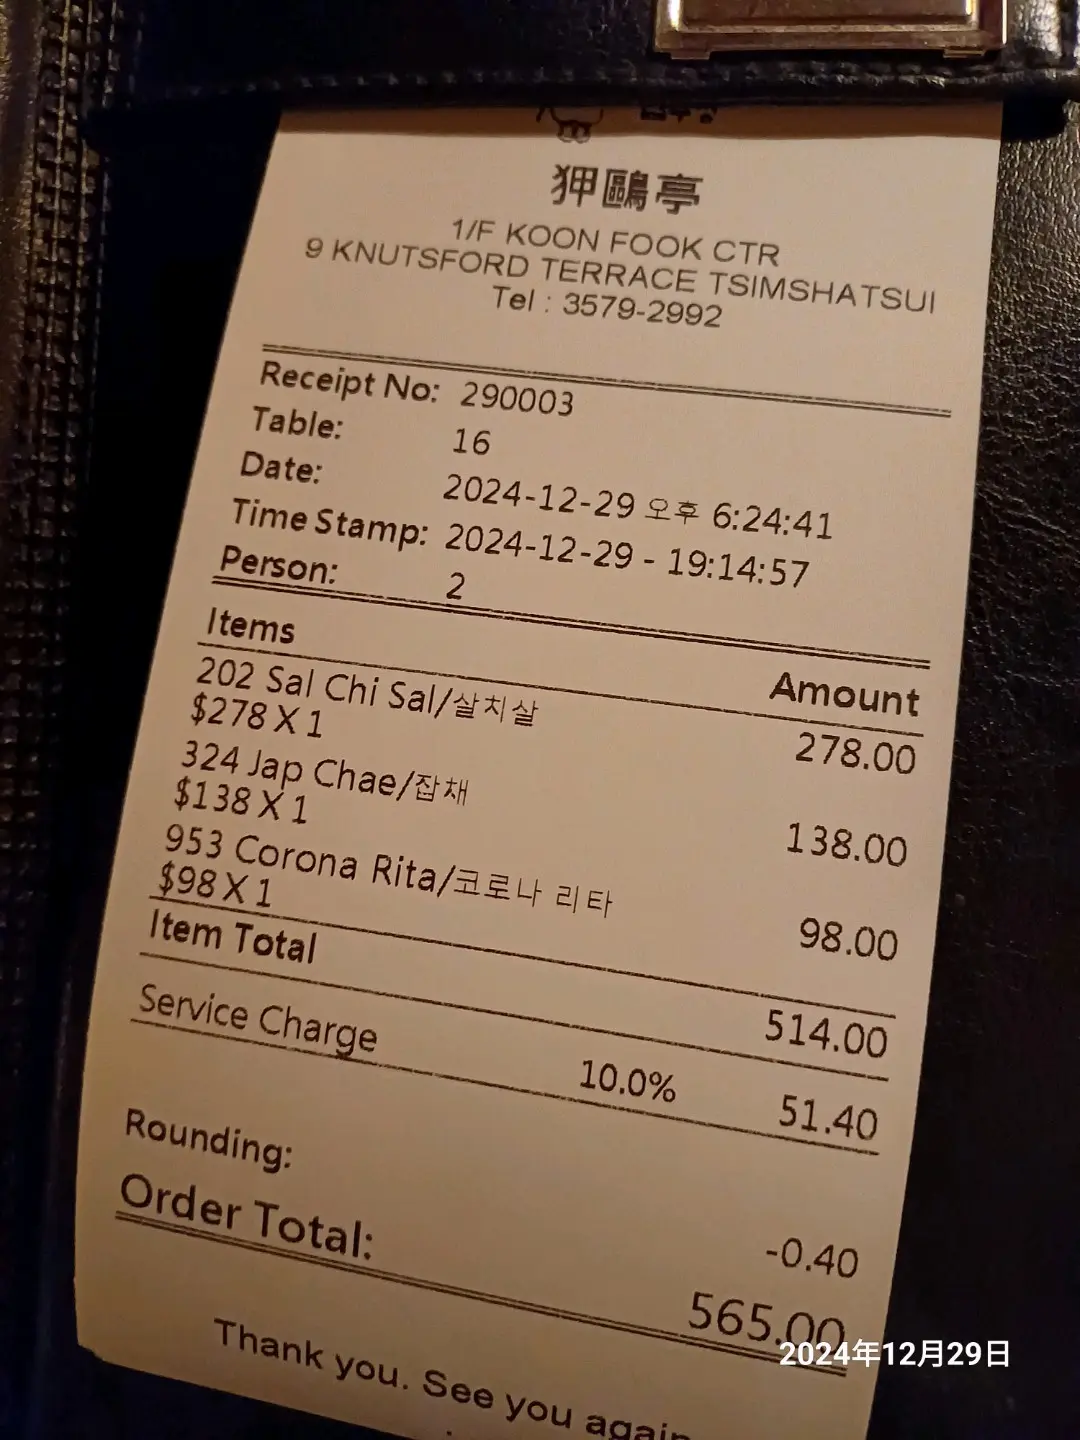 狎鷗亭
1/F KOON FOOK CTR
9 KNUTSFORD TERRACE TSIMSHATSUI
Tel : 3579-2992
Receipt No: 290003
Table: 16
Date: 2024-12-29 오후 6:24:41
Time Stamp: 2024-12-29 - 19:14:57
Person: 2
Items Amount
202 Sal Chi Sal/살치살
$278 X 1 278.00
324 Jap Chae/잡채
$138 X 1 138.00
953 Corona Rita/코로나 리타
$98 X 1 98.00
Item Total 514.00
Service Charge 10.0% 51.40
Rounding: -0.40
Order Total: 565.00
Thank you. See you again
2024年12月29日